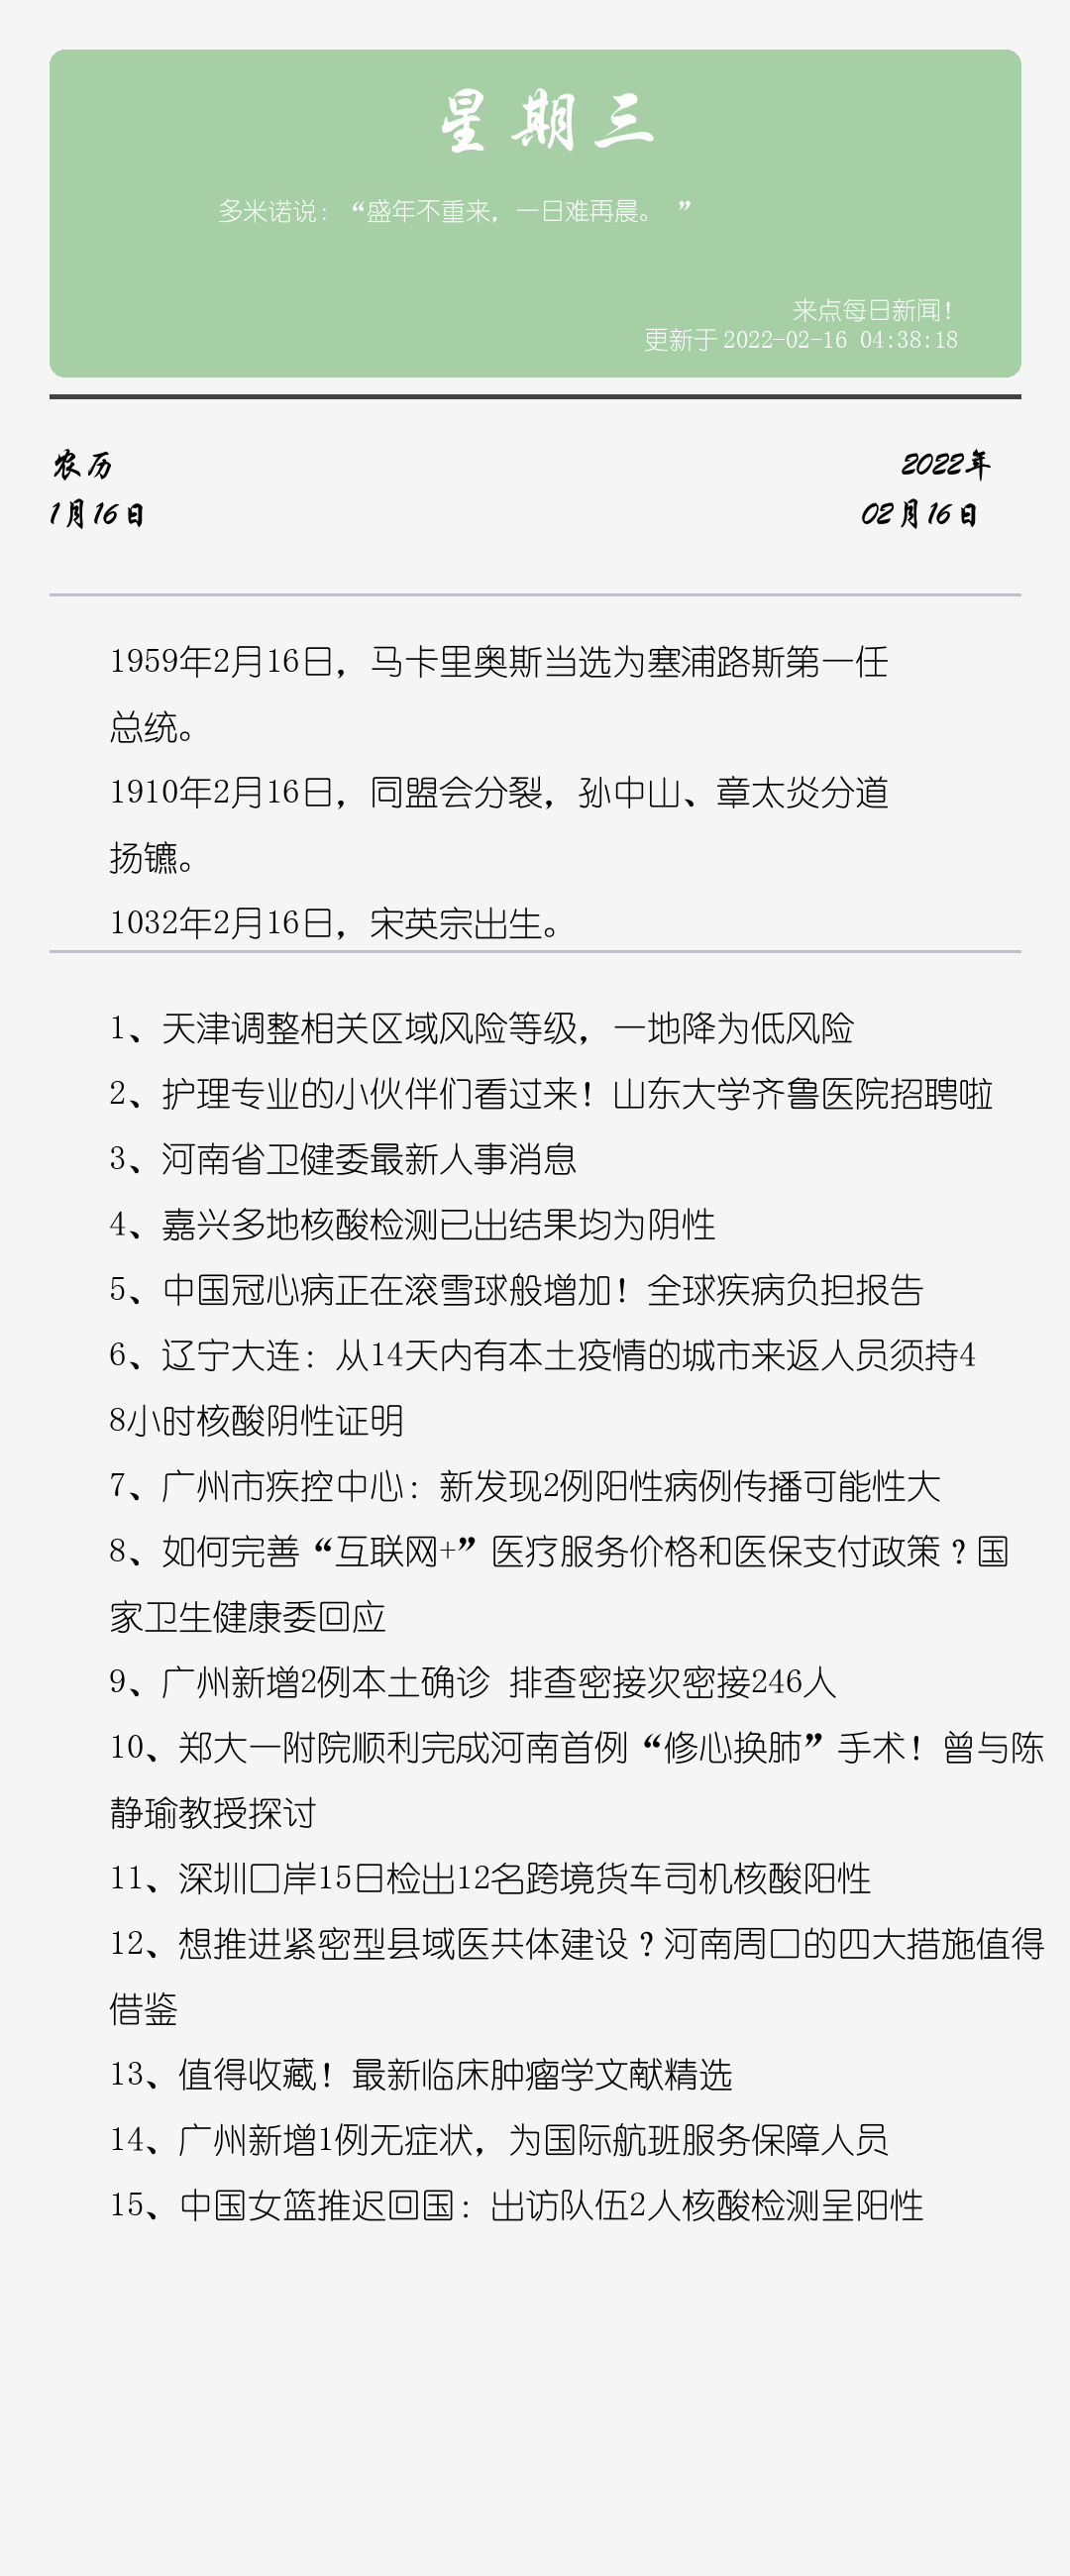 星期三
多米诺说：“盛年不重来，一日难再晨。”
来点每日新闻！
更新于 2022-02-16 04:38:18
农历
2022年
1月16日
02月16日
1959年2月16日，马卡里奥斯当选为塞浦路斯第一任
总统。
1910年2月16日，同盟会分裂，孙中山、章太炎分道
扬镳。
1032年2月16日，宋英宗出生。
1、天津调整相关区域风险等级，一地降为低风险
2、护理专业的小伙伴们看过来！山东大学齐鲁医院招聘啦
3、河南省卫健委最新人事消息
4、嘉兴多地核酸检测已出结果均为阴性
5、中国冠心病正在滚雪球般增加！全球疾病负担报告
6、辽宁大连：从14天内有本土疫情的城市来返人员须持4
8小时核酸阴性证明
7、广州市疾控中心：新发现2例阳性病例传播可能性大
8、如何完善“互联网+”医疗服务价格和医保支付政策？国
家卫生健康委回应
9、广州新增2例本土确诊 排查密接次密接246人
10、郑大一附院顺利完成河南首例“修心换肺”手术！曾与陈
静瑜教授探讨
11、深圳口岸15日检出12名跨境货车司机核酸阳性
12、想推进紧密型县域医共体建设？河南周口的四大措施值得
借鉴
13、值得收藏！最新临床肿瘤学文献精选
14、广州新增1例无症状，为国际航班服务保障人员
15、中国女篮推迟回国：出访队伍2人核酸检测呈阳性